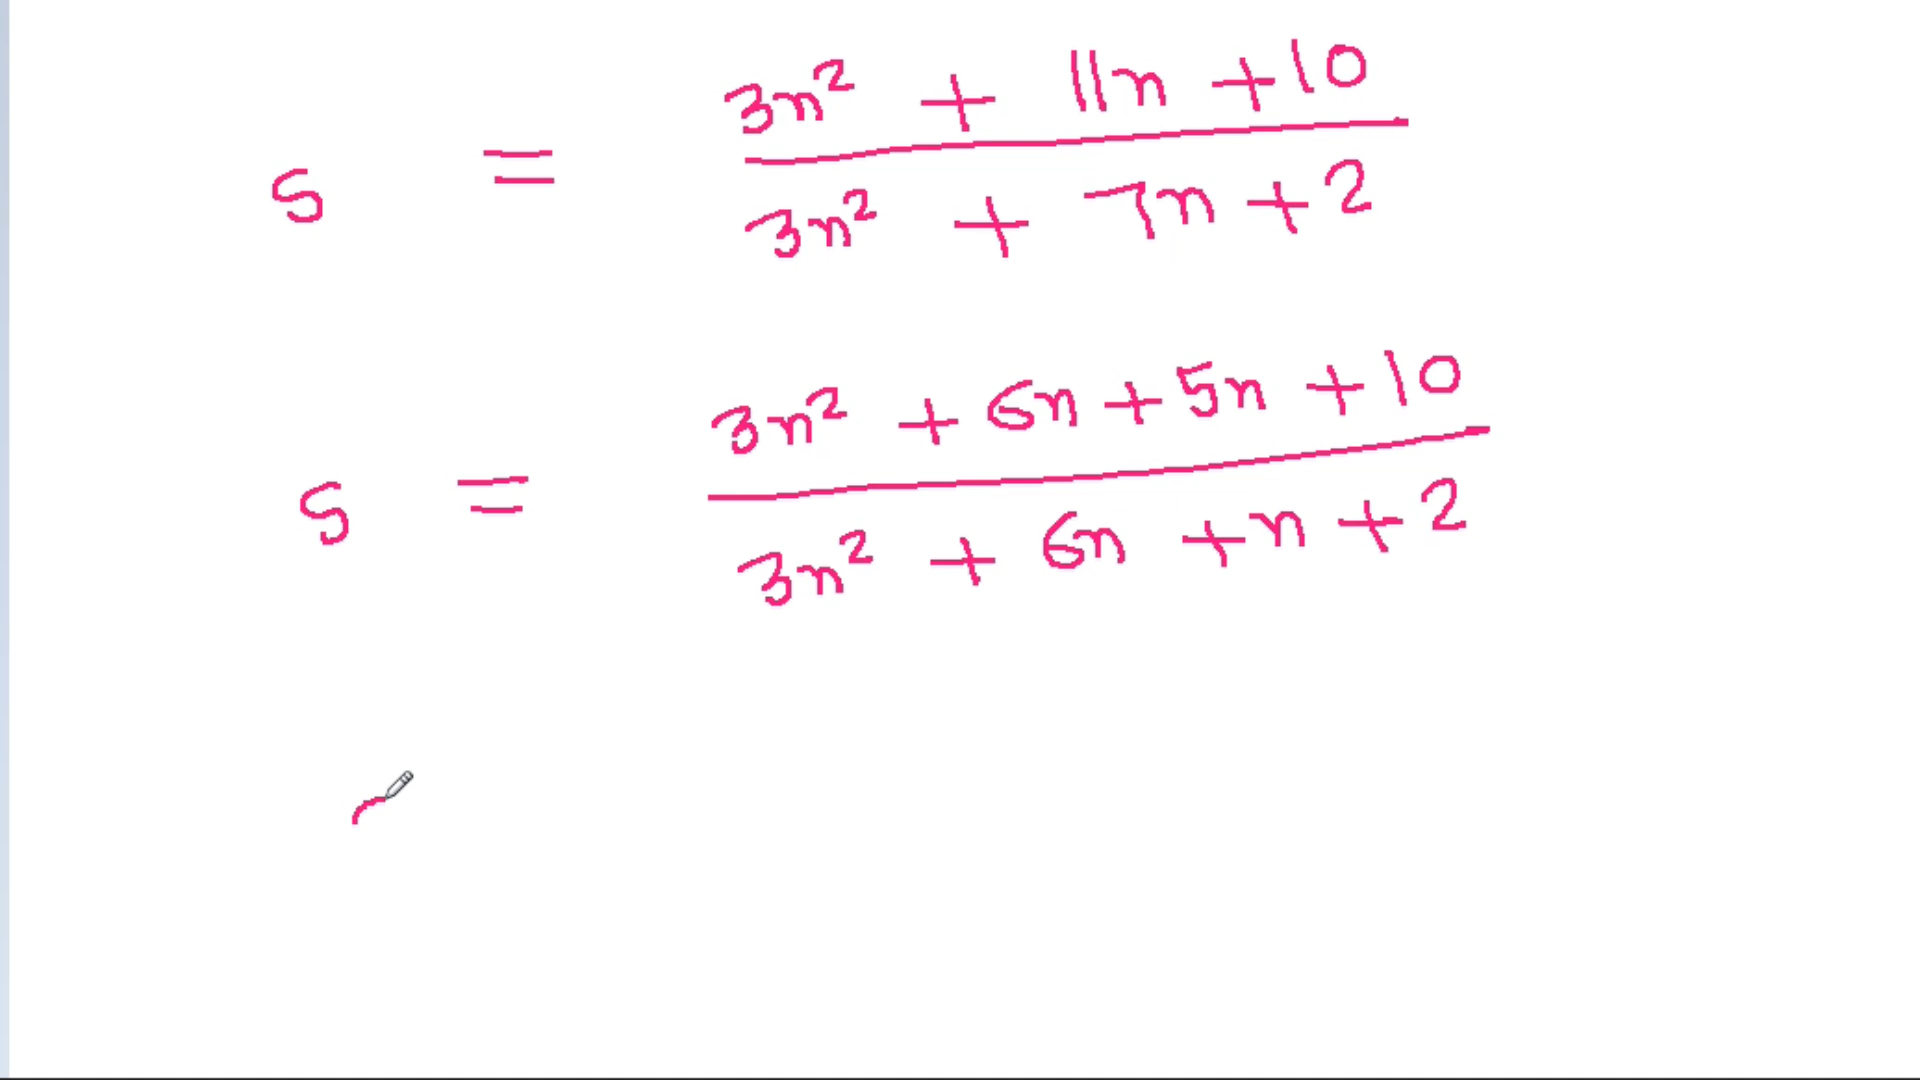 S = 3n² + 11n + 10
3n² + 7n + 2
S = 3n² + 6n + 5n + 10
3n² + 6n + n + 2